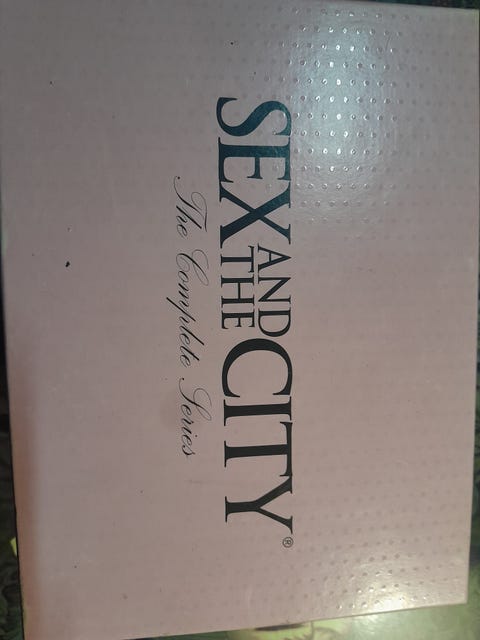 SEX AND THE CITY®
The Complete Series